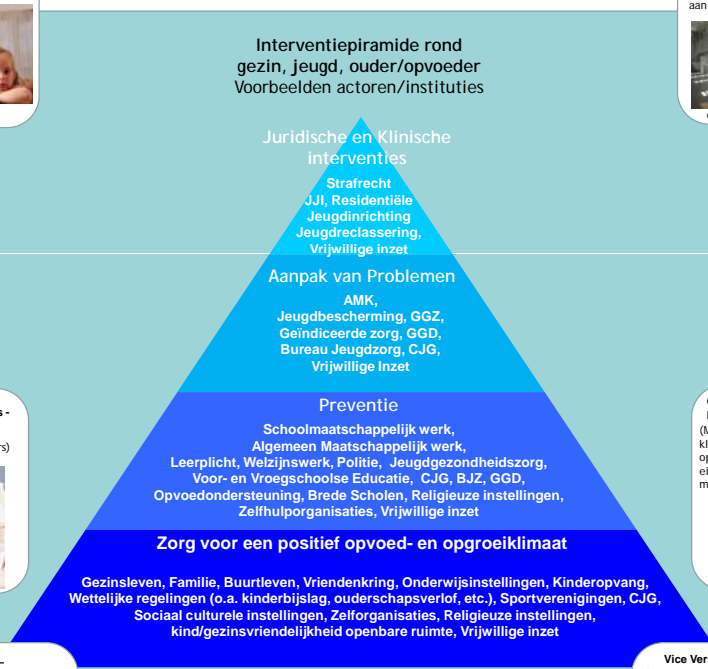 aan
Interventiepiramide rond
gezin, jeugd, ouder/opvoeder
Voorbeelden actoren/instituties
Juridische en Klinische
interventies
Strafrecht
JJI, Residentiële
Jeugdinrichting
Jeugdreclassering,
Vrijwillige inzet
Aanpak van Problemen
AMK,
Jeugdbescherming, GGZ,
Geïndiceerde zorg, GGD,
Bureau Jeugdzorg, CJG,
Vrijwillige Inzet
Preventie
Schoolmaatschappelijk werk,
Algemeen Maatschappelijk werk,
Leerplicht, Welzijnswerk, Politie, Jeugdgezondheidszorg,
Voor- en Vroegschoolse Educatie, CJG, BJZ, GGD,
Opvoedondersteuning, Brede Scholen, Religieuze instellingen,
Zelfhulporganisaties, Vrijwillige inzet
Zorg voor een positief opvoed- en opgroeiklimaat
Gezinsleven, Familie, Buurtleven, Vriendenkring, Onderwijsinstellingen, Kinderopvang,
Wettelijke regelingen (o.a. kinderbijslag, ouderschapsverlof, etc.), Sportverenigingen, CJG,
Sociaal culturele instellingen, Zelforganisaties, Religieuze instellingen,
kind/gezinsvriendelijkheid openbare ruimte, Vrijwillige inzet
Vice Ver